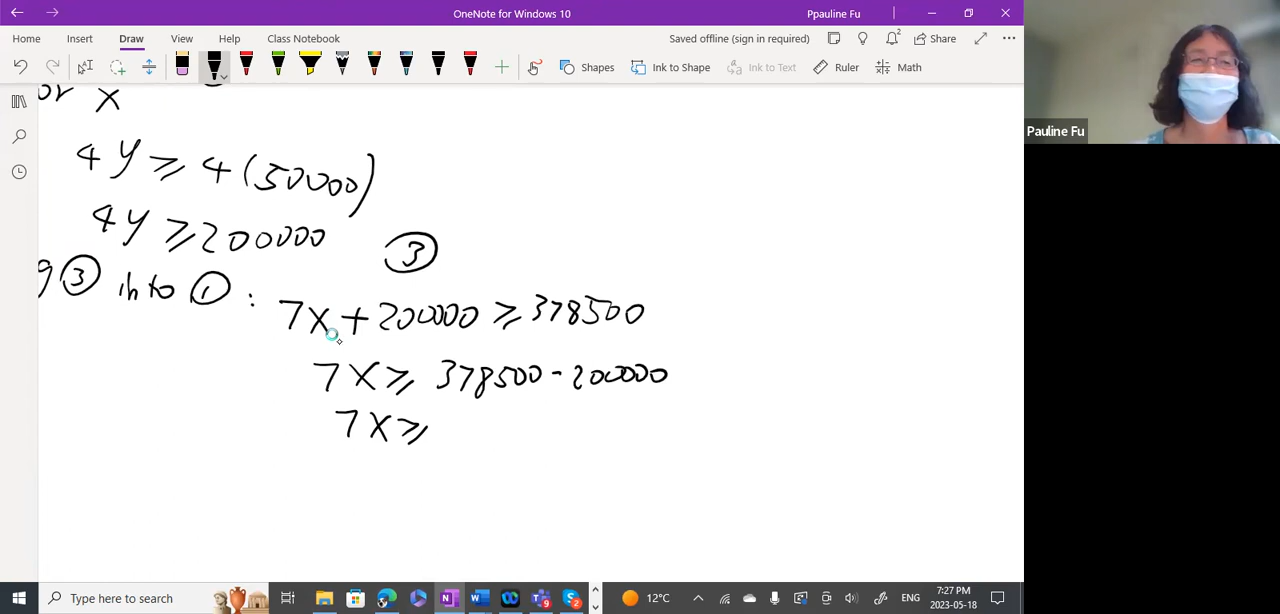 OneNote for Windows 10
Ppauline Fu
Home Insert Draw View Help Class Notebook
Saved offline (sign in required)
Share
Shapes Ink to Shape Ink to Text Ruler Math
or x
4y ≥ 4(50000)
4y ≥ 200000 ③
g ③ into ① : 7x + 200000 ≥ 378500
7x ≥ 378500 - 200000
7x ≥
Pauline Fu
Type here to search
12°C
ENG
7:27 PM
2023-05-18